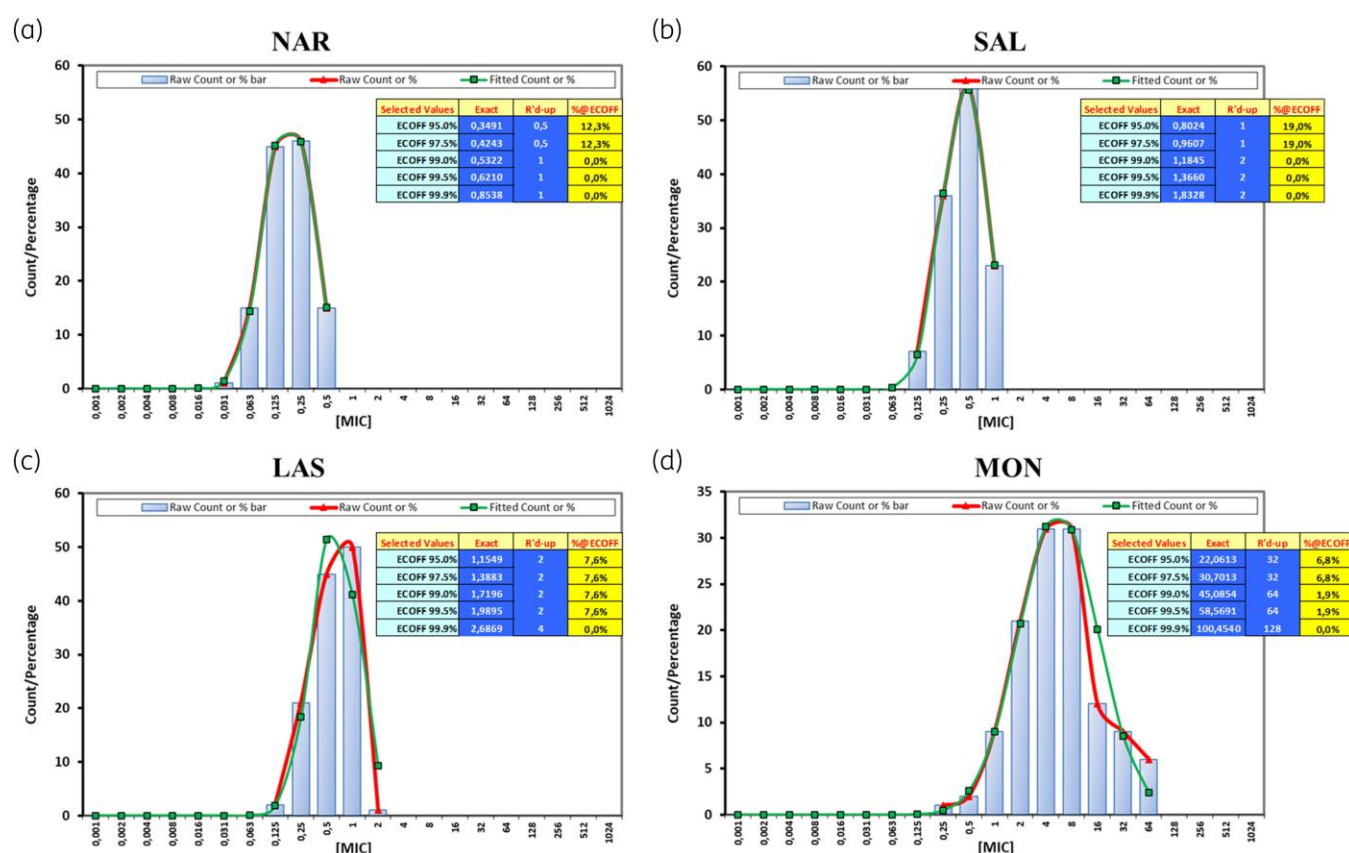 (a)
NAR
Raw Count or % bar Raw Count or % Fitted Count or %
Selected Values Exact R'd-up %@ECOFF
ECOFF 95.0% 0,3491 0,5 12,3%
ECOFF 97.5% 0,4243 0,5 12,3%
ECOFF 99.0% 0,5322 1 0,0%
ECOFF 99.5% 0,6210 1 0,0%
ECOFF 99.9% 0,8538 1 0,0%
Count/Percentage
60
50
40
30
20
10
0
0,001 0,002 0,004 0,008 0,016 0,031 0,063 0,125 0,25 0,5 1 2 4 8 16 32 64 128 256 512 1024
[MIC]
(b)
SAL
Raw Count or % bar Raw Count or % Fitted Count or %
Selected Values Exact R'd-up %@ECOFF
ECOFF 95.0% 0,8024 1 19,0%
ECOFF 97.5% 0,9607 1 19,0%
ECOFF 99.0% 1,1845 2 0,0%
ECOFF 99.5% 1,3660 2 0,0%
ECOFF 99.9% 1,8328 2 0,0%
Count/Percentage
60
50
40
30
20
10
0
0,001 0,002 0,004 0,008 0,016 0,031 0,063 0,125 0,25 0,5 1 2 4 8 16 32 64 128 256 512 1024
[MIC]
(c)
LAS
Raw Count or % bar Raw Count or % Fitted Count or %
Selected Values Exact R'd-up %@ECOFF
ECOFF 95.0% 1,1549 2 7,6%
ECOFF 97.5% 1,3883 2 7,6%
ECOFF 99.0% 1,7196 2 7,6%
ECOFF 99.5% 1,9895 2 7,6%
ECOFF 99.9% 2,6869 4 0,0%
Count/Percentage
60
50
40
30
20
10
0
0,001 0,002 0,004 0,008 0,016 0,031 0,063 0,125 0,25 0,5 1 2 4 8 16 32 64 128 256 512 1024
[MIC]
(d)
MON
Raw Count or % bar Raw Count or % Fitted Count or %
Selected Values Exact R'd-up %@ECOFF
ECOFF 95.0% 22,0613 32 6,8%
ECOFF 97.5% 30,7013 32 6,8%
ECOFF 99.0% 45,0854 64 1,9%
ECOFF 99.5% 58,5691 64 1,9%
ECOFF 99.9% 100,4540 128 0,0%
Count/Percentage
35
30
25
20
15
10
5
0
0,001 0,002 0,004 0,008 0,016 0,031 0,063 0,125 0,25 0,5 1 2 4 8 16 32 64 128 256 512 1024
[MIC]